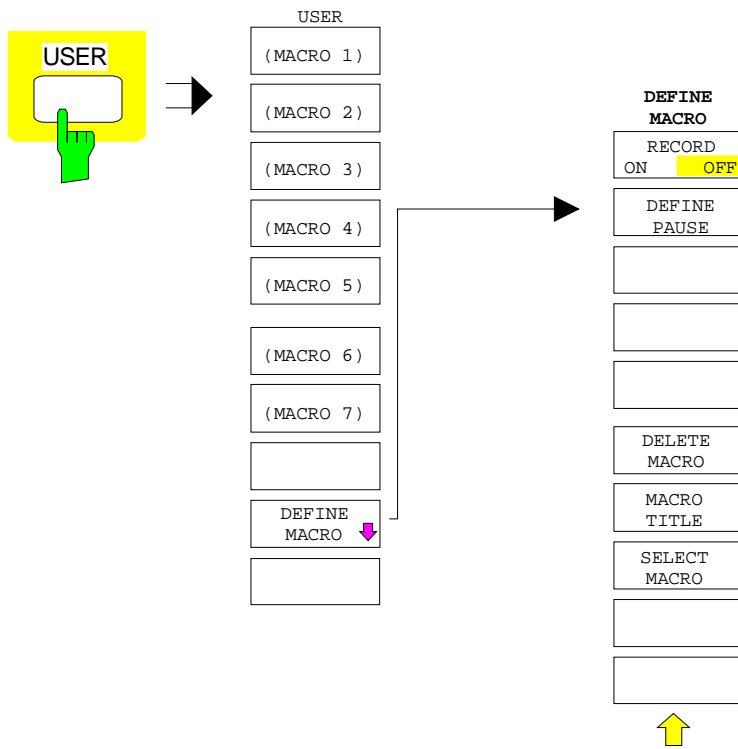 USER
USER
(MACRO 1)
(MACRO 2)
(MACRO 3)
(MACRO 4)
(MACRO 5)
(MACRO 6)
(MACRO 7)
DEFINE
MACRO
DEFINE
MACRO
RECORD
ON OFF
DEFINE
PAUSE
DELETE
MACRO
MACRO
TITLE
SELECT
MACRO